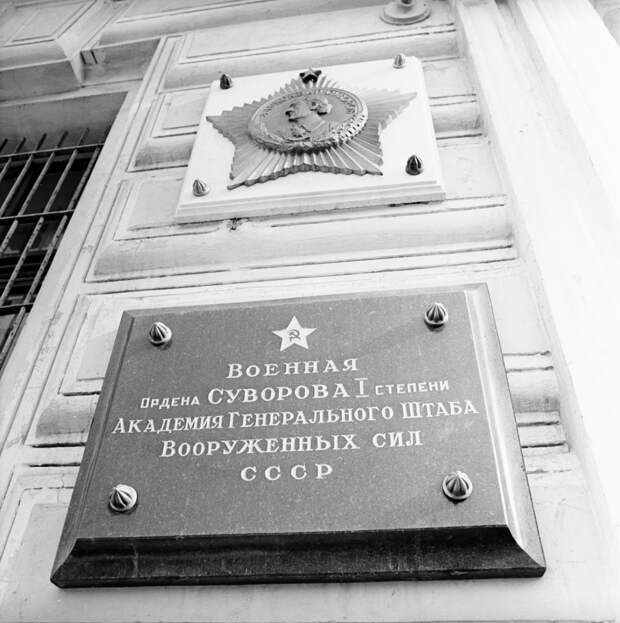 ВОЕННАЯ
ОРДЕНА СУВОРОВА I СТЕПЕНИ
АКАДЕМИЯ ГЕНЕРАЛЬНОГО ШТАБА
ВООРУЖЕННЫХ СИЛ
СССР